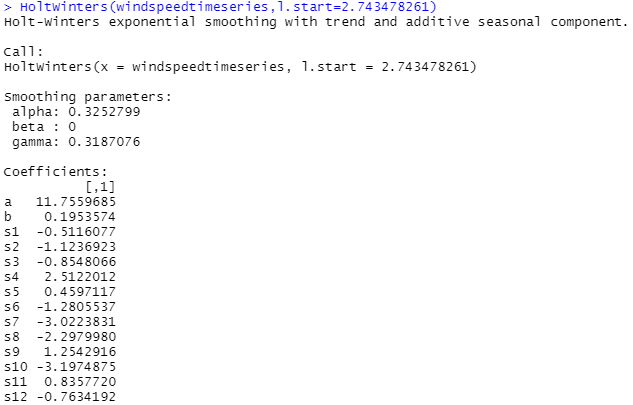 > HoltWinters(windspeedtimeseries,l.start=2.743478261)
Holt-Winters exponential smoothing with trend and additive seasonal component.
Call:
HoltWinters(x = windspeedtimeseries, l.start = 2.743478261)
Smoothing parameters:
alpha: 0.3252799
beta : 0
gamma: 0.3187076
Coefficients:
[,1]
a 11.7559685
b 0.1953574
s1 -0.5116077
s2 -1.1236923
s3 -0.8548066
s4 2.5122012
s5 0.4597117
s6 -1.2805537
s7 -3.0223831
s8 -2.2979980
s9 1.2542916
s10 -3.1974875
s11 0.8357720
s12 -0.7634192